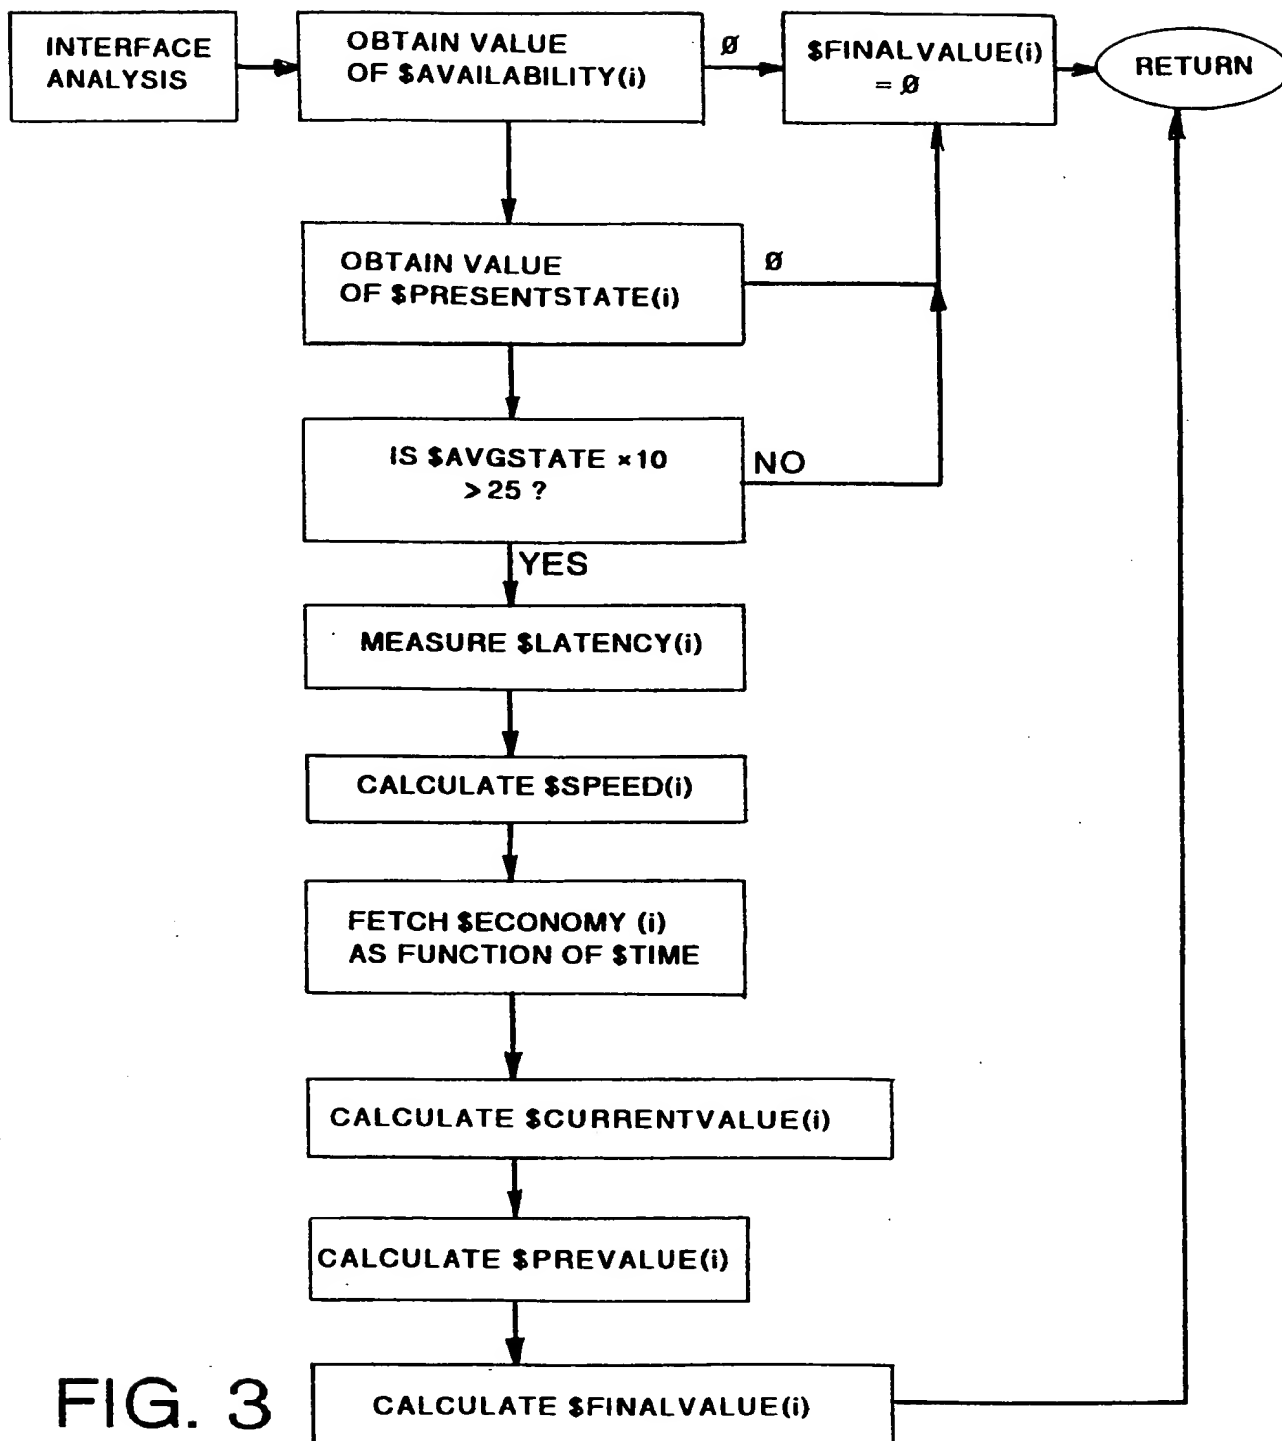 INTERFACE
ANALYSIS
OBTAIN VALUE
OF $AVAILABILITY(i)
Ø
$FINALVALUE(i)
= Ø
RETURN
OBTAIN VALUE
OF $PRESENTSTATE(i)
Ø
IS $AVGSTATE ×10
> 25 ?
NO
YES
MEASURE $LATENCY(i)
CALCULATE $SPEED(i)
FETCH $ECONOMY (i)
AS FUNCTION OF $TIME
CALCULATE $CURRENTVALUE(i)
CALCULATE $PREVALUE(i)
CALCULATE $FINALVALUE(i)
FIG. 3